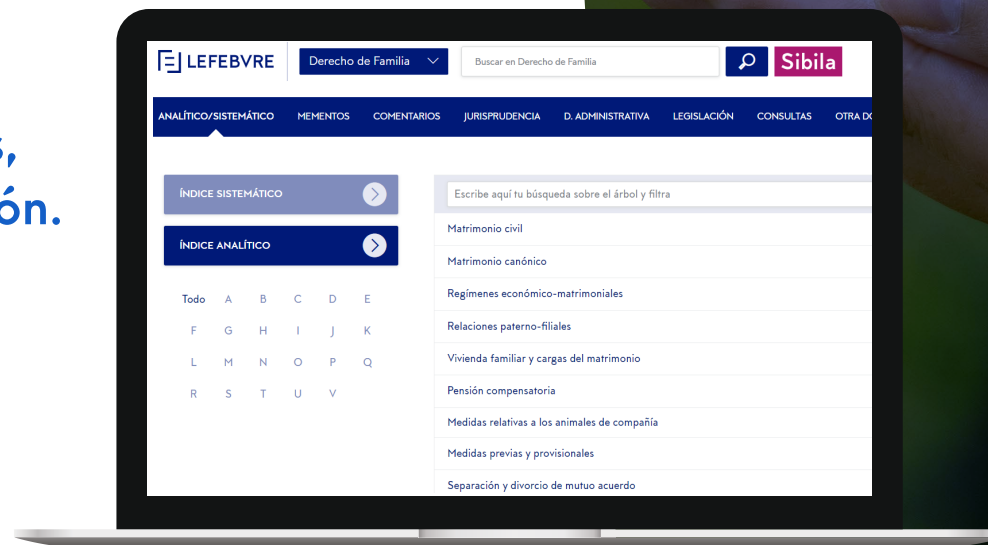 s,
ón.
LEFEBVRE
Derecho de Familia
Buscar en Derecho de Familia
Sibila
ANALÍTICO/SISTEMÁTICO MEMENTOS COMENTARIOS JURISPRUDENCIA D. ADMINISTRATIVA LEGISLACIÓN CONSULTAS OTRA DO
ÍNDICE SISTEMÁTICO
ÍNDICE ANALÍTICO
Todo A B C D E
F G H I J K
L M N O P Q
R S T U V
Escribe aquí tu búsqueda sobre el árbol y filtra
Matrimonio civil
Matrimonio canónico
Regímenes económico-matrimoniales
Relaciones paterno-filiales
Vivienda familiar y cargas del matrimonio
Pensión compensatoria
Medidas relativas a los animales de compañía
Medidas previas y provisionales
Separación y divorcio de mutuo acuerdo